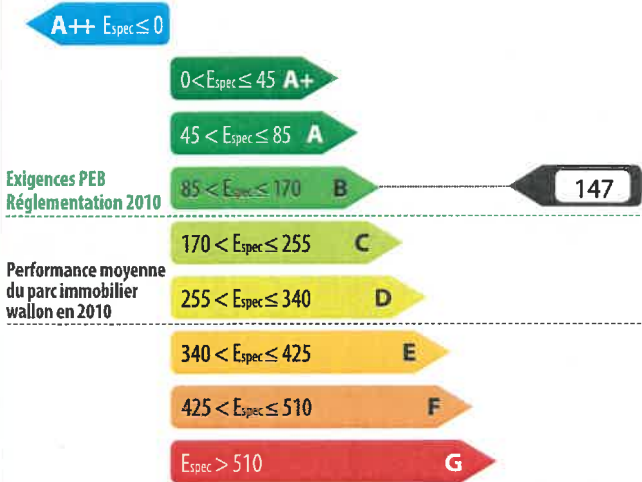 A++ Espec ≤ 0
0 < Espec ≤ 45 A+
45 < Espec ≤ 85 A
Exigences PEB
Réglementation 2010
85 < Espec ≤ 170 B
147
170 < Espec ≤ 255 C
Performance moyenne
du parc immobilier
wallon en 2010
255 < Espec ≤ 340 D
340 < Espec ≤ 425 E
425 < Espec ≤ 510 F
Espec > 510 G